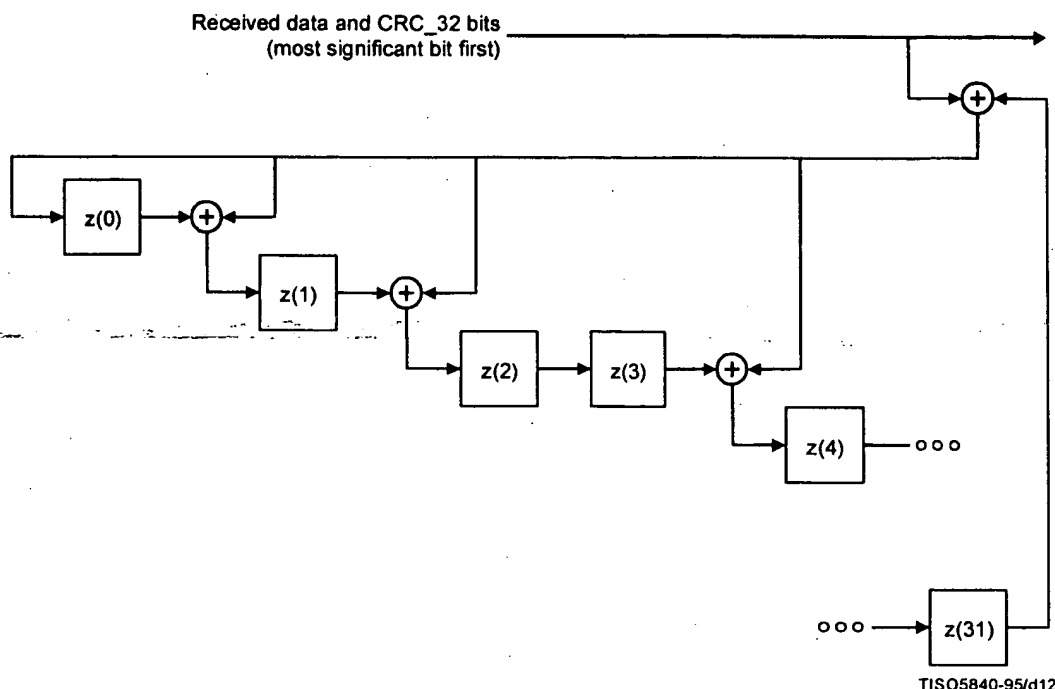 Received data and CRC_32 bits
(most significant bit first)
+
z(0)
+
z(1)
+
z(2)
z(3)
+
z(4)
z(31)
TISO5840-95/d12